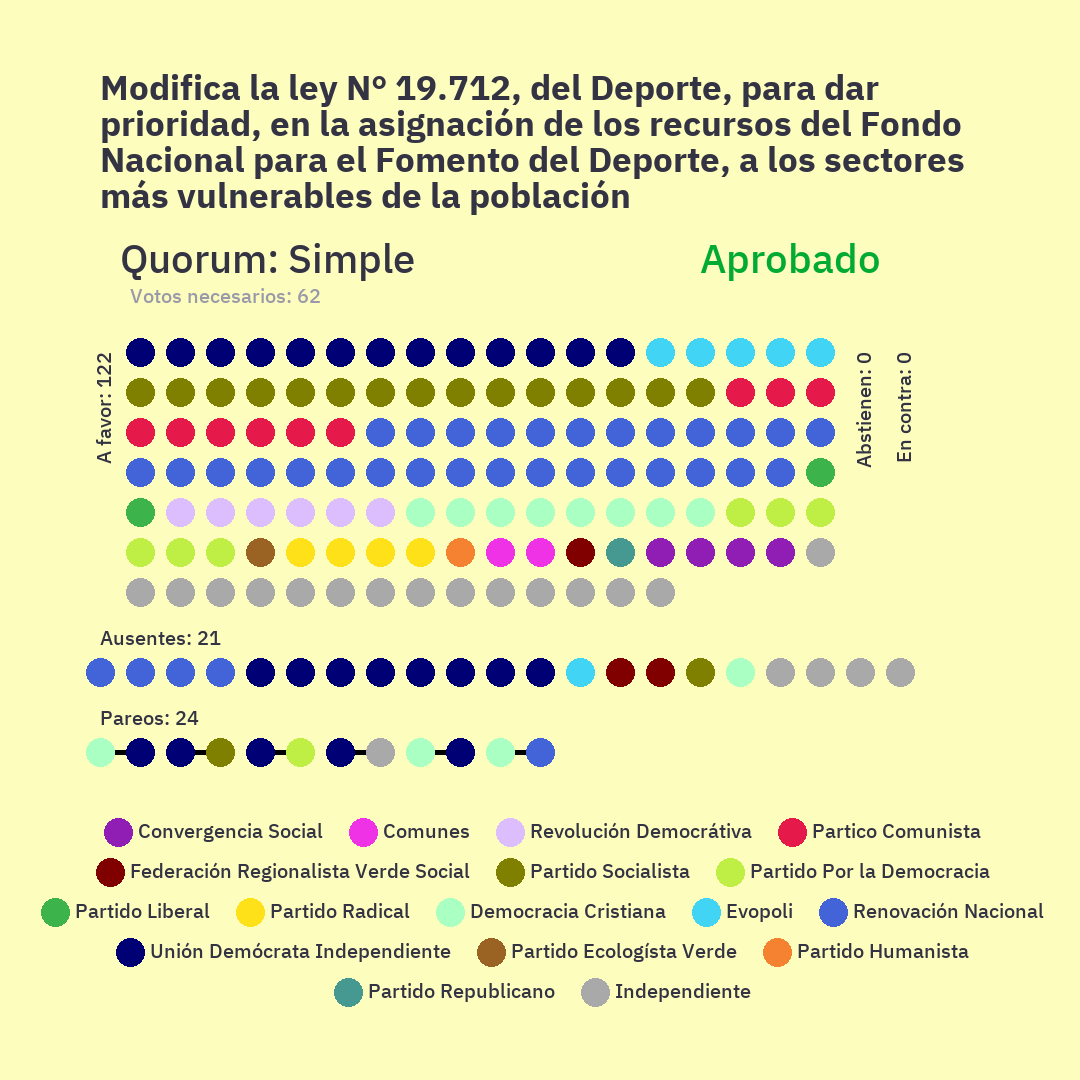 Modifica la ley Nº 19.712, del Deporte, para dar
prioridad, en la asignación de los recursos del Fondo
Nacional para el Fomento del Deporte, a los sectores
más vulnerables de la población
Quorum: Simple
Aprobado
Votos necesarios: 62
A favor: 122
Abstienen: 0
En contra: 0
Ausentes: 21
Pareos: 24
Convergencia Social
Comunes
Revolución Democrátiva
Partico Comunista
Federación Regionalista Verde Social
Partido Socialista
Partido Por la Democracia
Partido Liberal
Partido Radical
Democracia Cristiana
Evopoli
Renovación Nacional
Unión Demócrata Independiente
Partido Ecologísta Verde
Partido Humanista
Partido Republicano
Independiente